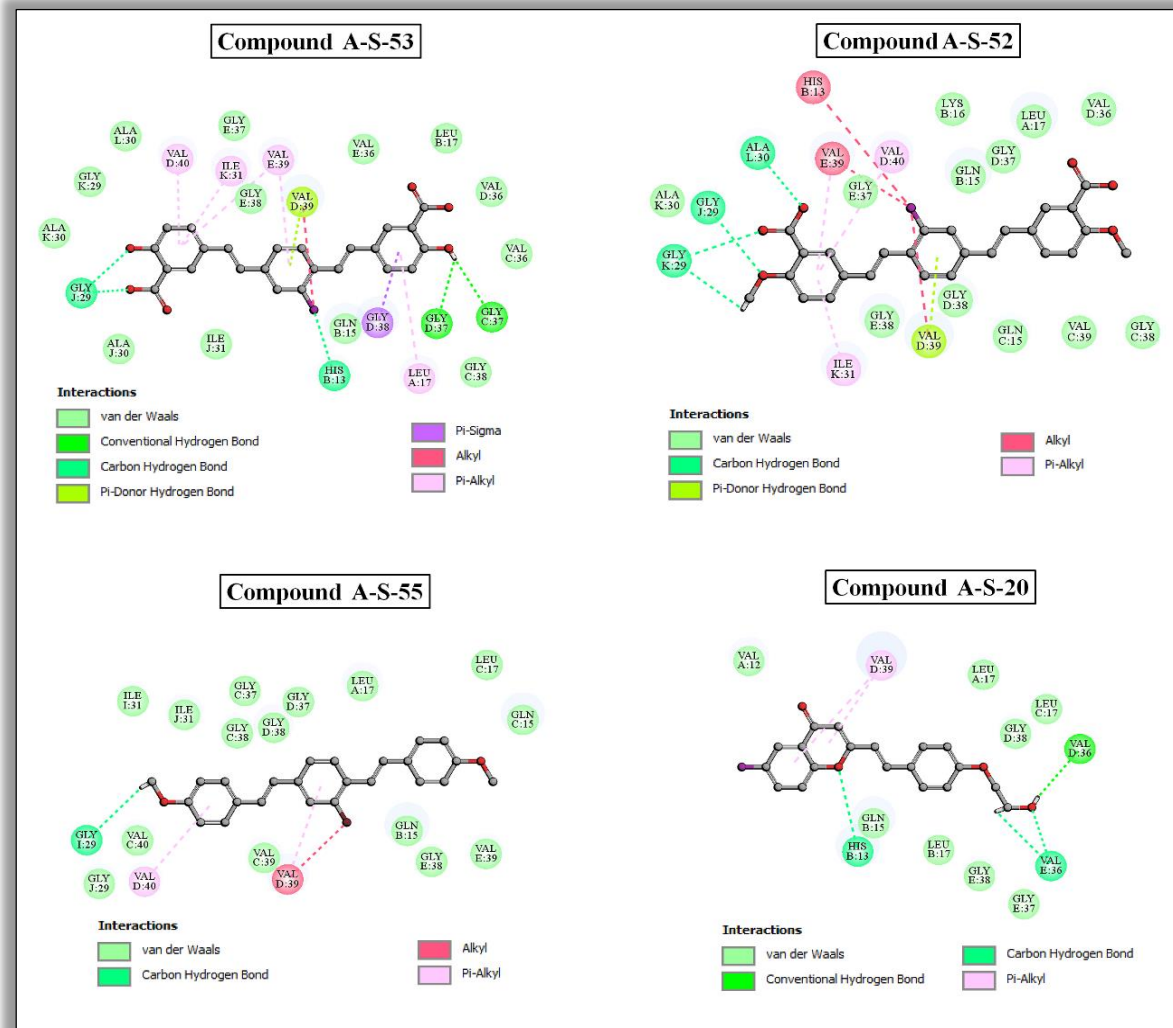 Compound A-S-53
ALA
L:30
GLY
E:37
LEU
B:17
VAL
D:40
ILE
K:31
VAL
E:39
VAL
E:36
GLY
K:29
GLY
E:38
VAL
D:39
VAL
D:36
ALA
K:30
VAL
C:36
GLY
J:29
GLN
B:15
GLY
D:38
GLY
D:37
GLY
C:37
ALA
J:30
ILE
J:31
HIS
B:13
LEU
A:17
GLY
C:38
Interactions
van der Waals
Conventional Hydrogen Bond
Carbon Hydrogen Bond
Pi-Donor Hydrogen Bond
Pi-Sigma
Alkyl
Pi-Alkyl
Compound A-S-52
HIS
B:13
LYS
B:16
LEU
A:17
VAL
D:36
ALA
L:30
VAL
E:39
VAL
D:40
GLY
D:37
GLN
B:15
ALA
K:30
GLY
J:29
GLY
E:37
GLY
K:29
GLY
E:38
GLY
D:38
VAL
D:39
GLN
C:15
VAL
C:39
GLY
C:38
ILE
K:31
Interactions
van der Waals
Carbon Hydrogen Bond
Pi-Donor Hydrogen Bond
Alkyl
Pi-Alkyl
Compound A-S-55
ILE
I:31
ILE
J:31
GLY
C:37
GLY
D:37
LEU
A:17
LEU
C:17
GLY
C:38
GLY
D:38
GLN
C:15
GLY
I:29
VAL
C:40
GLY
J:29
VAL
D:40
VAL
C:39
VAL
D:39
GLN
B:15
GLY
E:38
VAL
E:39
Interactions
van der Waals
Carbon Hydrogen Bond
Alkyl
Pi-Alkyl
Compound A-S-20
VAL
A:12
VAL
D:39
LEU
A:17
LEU
C:17
GLY
D:38
VAL
D:36
GLN
B:15
HIS
B:13
LEU
B:17
GLY
E:38
VAL
E:36
GLY
E:37
Interactions
van der Waals
Conventional Hydrogen Bond
Carbon Hydrogen Bond
Pi-Alkyl